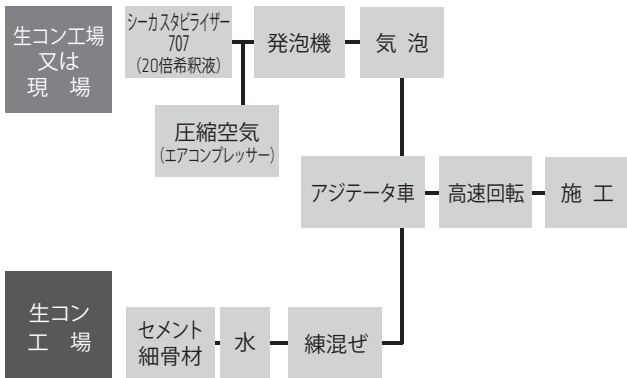 生コン工場
又は
現　場
シーカスタビライザー
707
（20倍希釈液）
発泡機
気 泡
圧縮空気
（エアコンプレッサー）
アジテータ車
高速回転
施 工
生コン
工　場
セメント
細骨材
水
練混ぜ